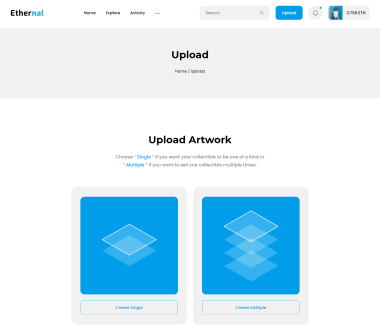 Ethernal
Home
Explore
Activity
Search
Upload
3.756 ETH
Upload
Home / Upload
Upload Artwork
Choose " Single " if you want your collectible to be one of a kind or
" Multiple " if you want to sell one collectible multiple times.
Create Single
Create Multiple